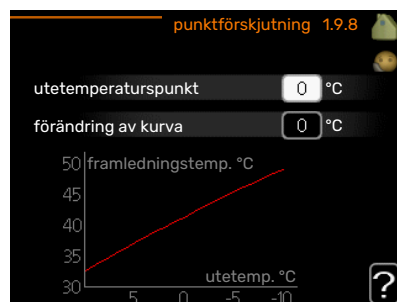 punktförskjutning 1.9.8
utetemperaturspunkt 0 °C
förändring av kurva 0 °C
50 framledningstemp. °C
45
40
35
utetemp. °C
30
5 0 -5 -10
?